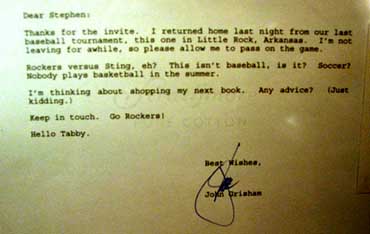 Dear Stephen:
Thanks for the invite. I returned home last night from our last
baseball tournament, this one in Little Rock, Arkansas. I'm not
leaving for awhile, so please allow me to pass on the game.
Rockers versus Sting, eh? This isn't baseball, is it? Soccer?
Nobody plays basketball in the summer.
I'm thinking about shopping my next book. Any advice? (Just
kidding.)
Keep in touch. Go Rockers!
Hello Tabby.
Best Wishes,
John Grisham